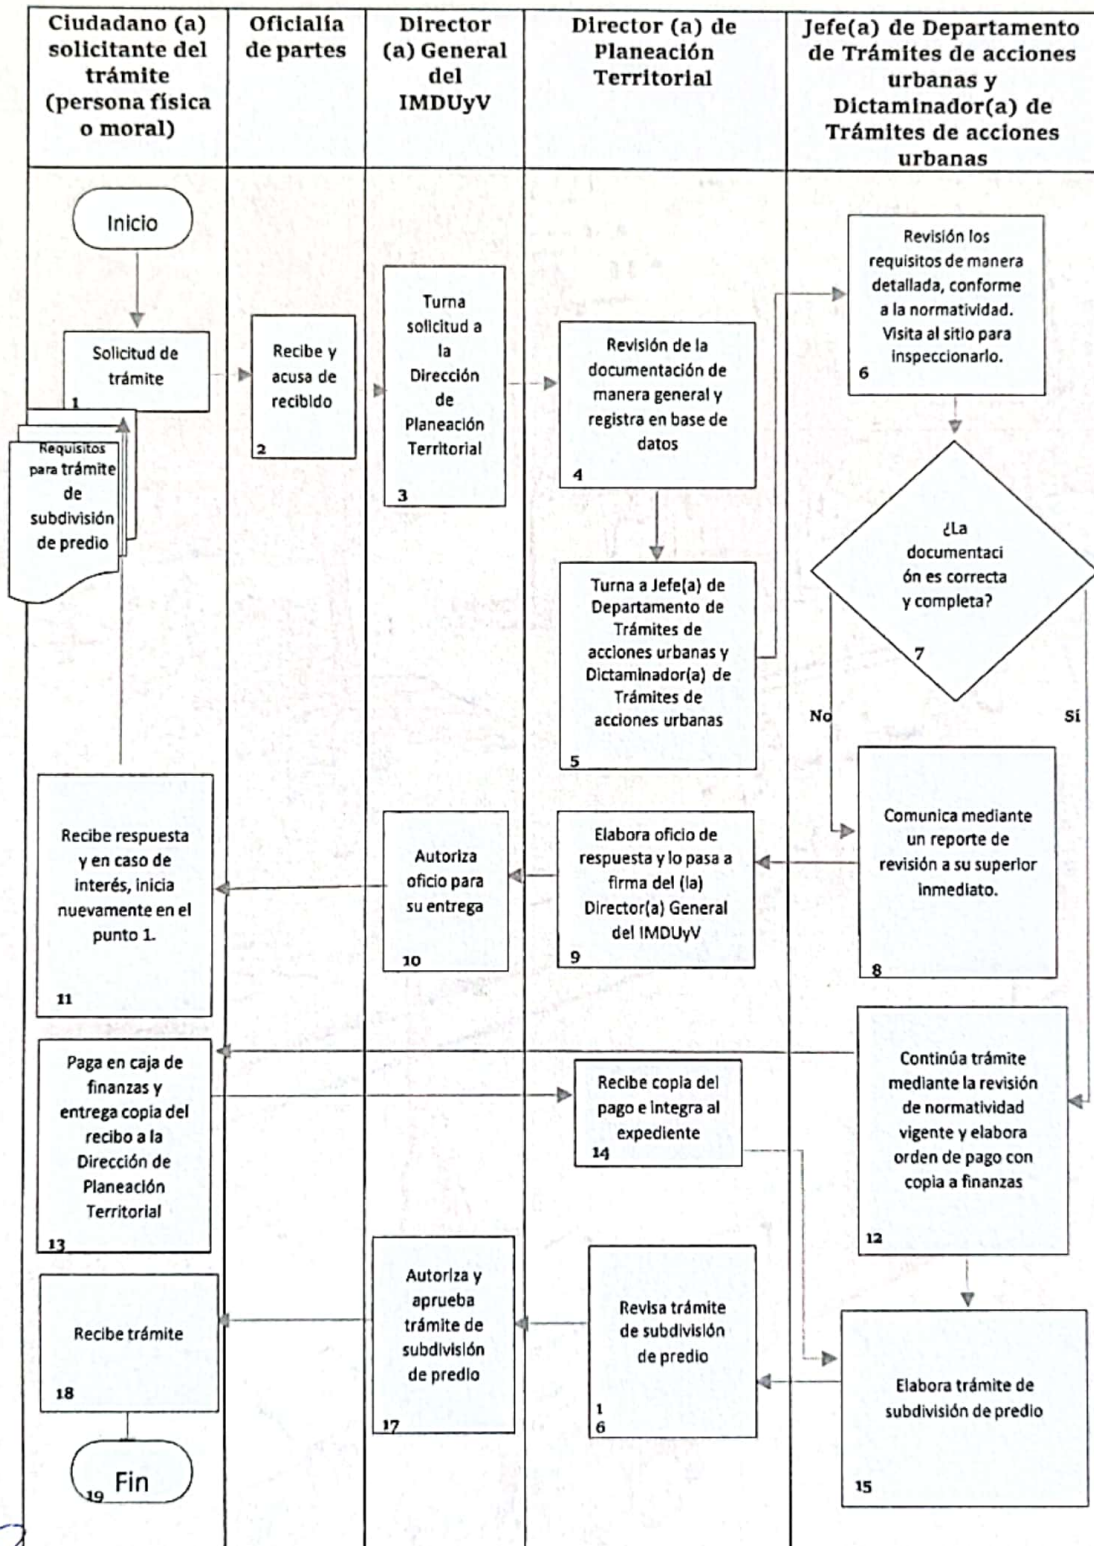 Ciudadano (a)
solicitante del
trámite
(persona física
o moral)
Oficialía
de partes
Director
(a) General
del
IMDUyV
Director (a) de
Planeación
Territorial
Jefe(a) de Departamento
de Trámites de acciones
urbanas y
Dictaminador(a) de
Trámites de acciones
urbanas
Inicio
Solicitud de
trámite
1
Requisitos
para trámite
de
subdivisión
de predio
Recibe y
acusa de
recibido
2
Turna
solicitud a
la
Dirección
de
Planeación
Territorial
3
Revisión de la
documentación de
manera general y
registra en base de
datos
4
Turna a Jefe(a) de
Departamento de
Trámites de
acciones urbanas y
Dictaminador(a) de
Trámites de
acciones urbanas
5
Revisión los
requisitos de manera
detallada, conforme
a la normatividad.
Visita al sitio para
inspeccionarlo.
6
¿La
documentaci
ón es correcta
y completa?
7
No
Sí
Comunica mediante
un reporte de
revisión a su superior
inmediato.
8
Elabora oficio de
respuesta y lo pasa a
firma del (la)
Director(a) General
del IMDUyV
9
Autoriza
oficio para
su entrega
10
Recibe respuesta
y en caso de
interés, inicia
nuevamente en el
punto 1.
11
Continúa trámite
mediante la revisión
de normatividad
vigente y elabora
orden de pago con
copia a finanzas
12
Paga en caja de
finanzas y
entrega copia del
recibo a la
Dirección de
Planeación
Territorial
13
Recibe copia del
pago e integra al
expediente
14
Elabora trámite de
subdivisión de predio
15
Revisa trámite
de subdivisión
de predio
1
6
Autoriza y
aprueba
trámite de
subdivisión
de predio
17
Recibe trámite
18
Fin
19